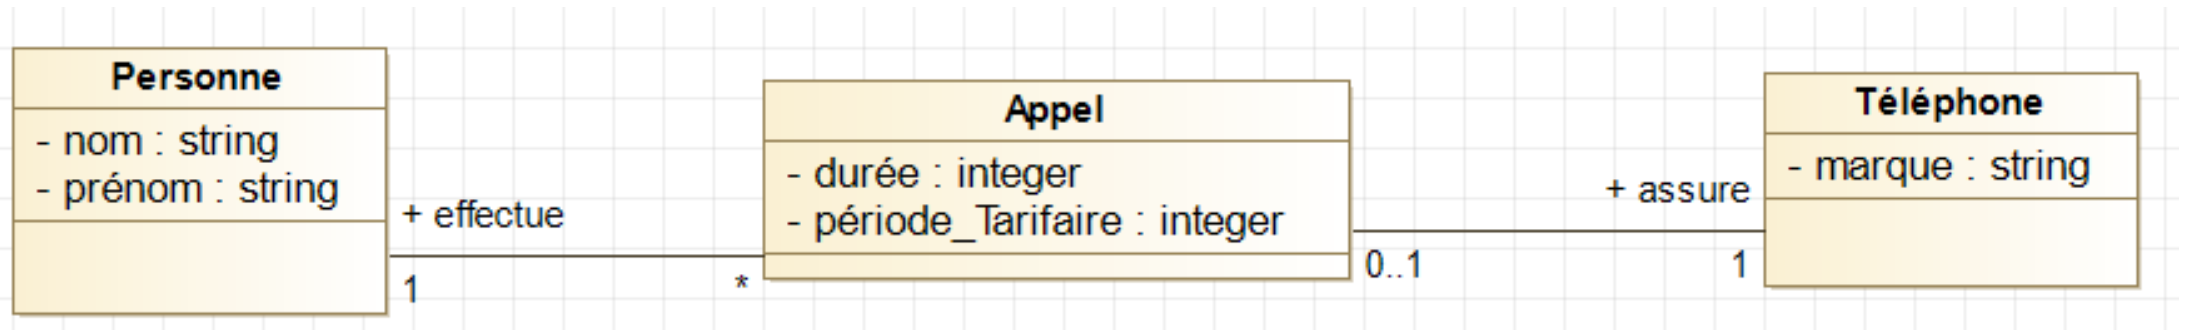 Personne
- nom : string
- prénom : string
+ effectue
1
*
Appel
- durée : integer
- période_Tarifaire : integer
0..1
+ assure
1
Téléphone
- marque : string